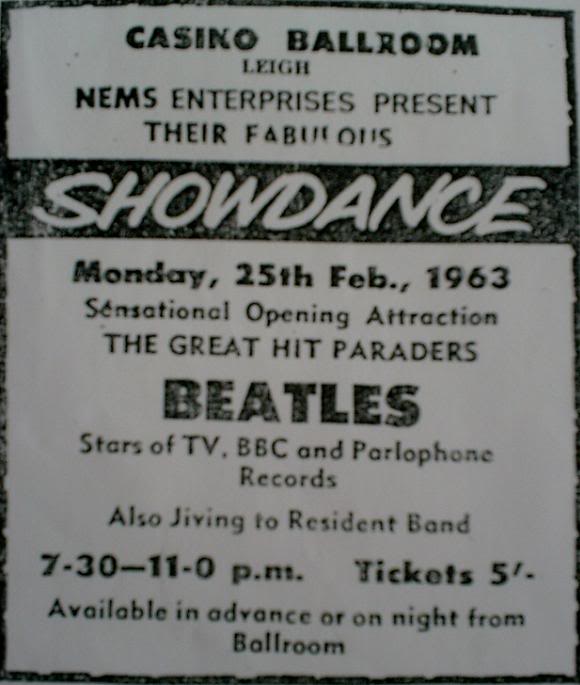 CASINO BALLROOM
LEIGH
NEMS ENTERPRISES PRESENT
THEIR FABULOUS
SHOWDANCE
Monday, 25th Feb., 1963
Sensational Opening Attraction
THE GREAT HIT PARADERS
BEATLES
Stars of TV, BBC and Parlophone
Records
Also Jiving to Resident Band
7-30—11-0 p.m. Tickets 5'-
Available in advance or on night from
Ballroom